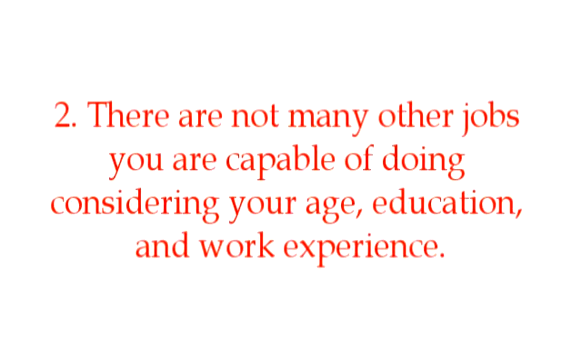 2. There are not many other jobs
you are capable of doing
considering your age, education,
and work experience.